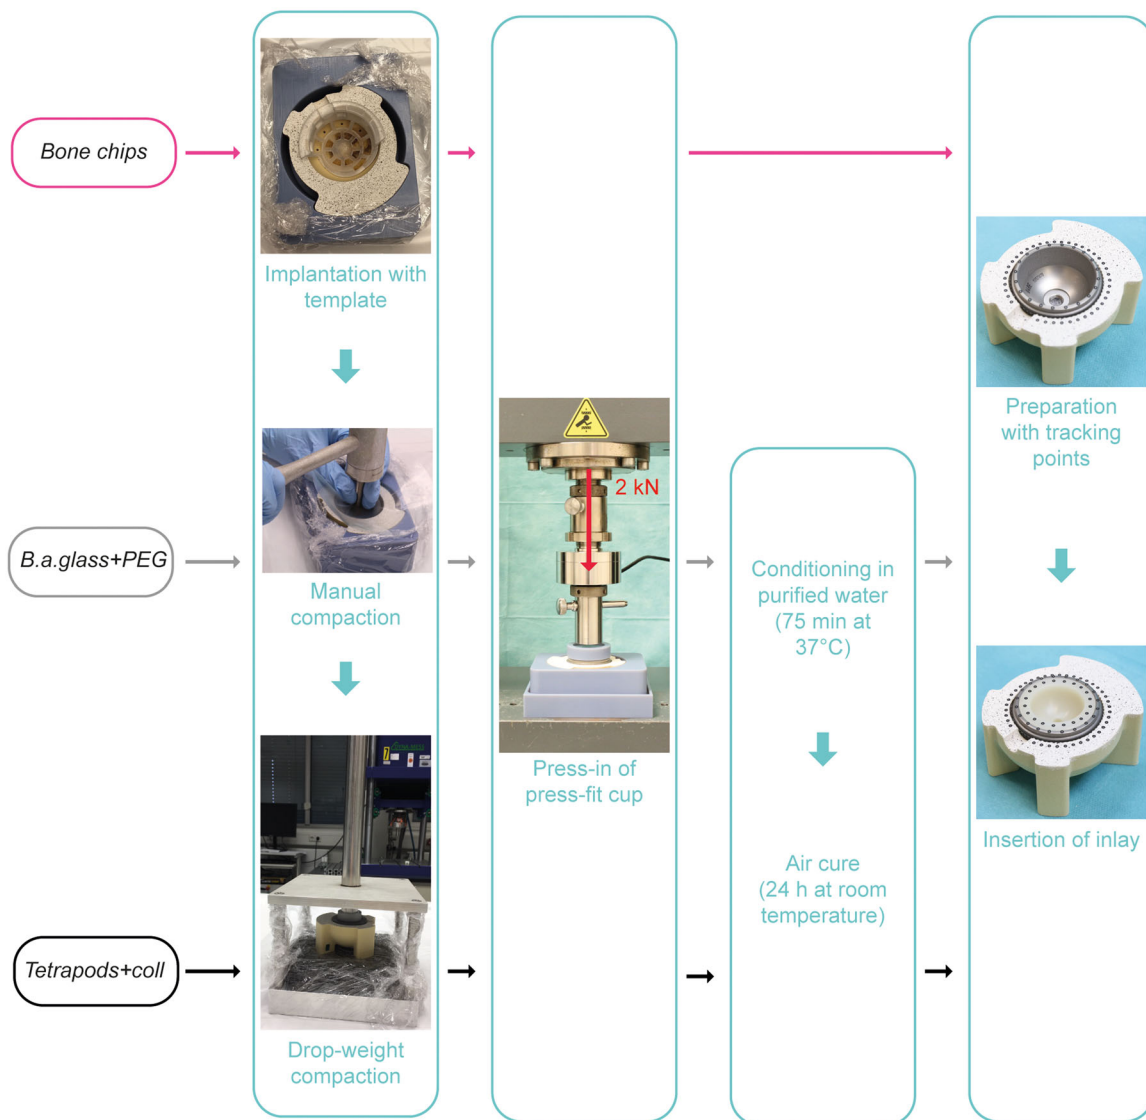 Bone chips
Implantation with
template
Manual
compaction
Drop-weight
compaction
B.a.glass+PEG
Tetrapods+coll
2 kN
Press-in of
press-fit cup
Conditioning in
purified water
(75 min at
37°C)
Air cure
(24 h at room
temperature)
Preparation
with tracking
points
Insertion of inlay